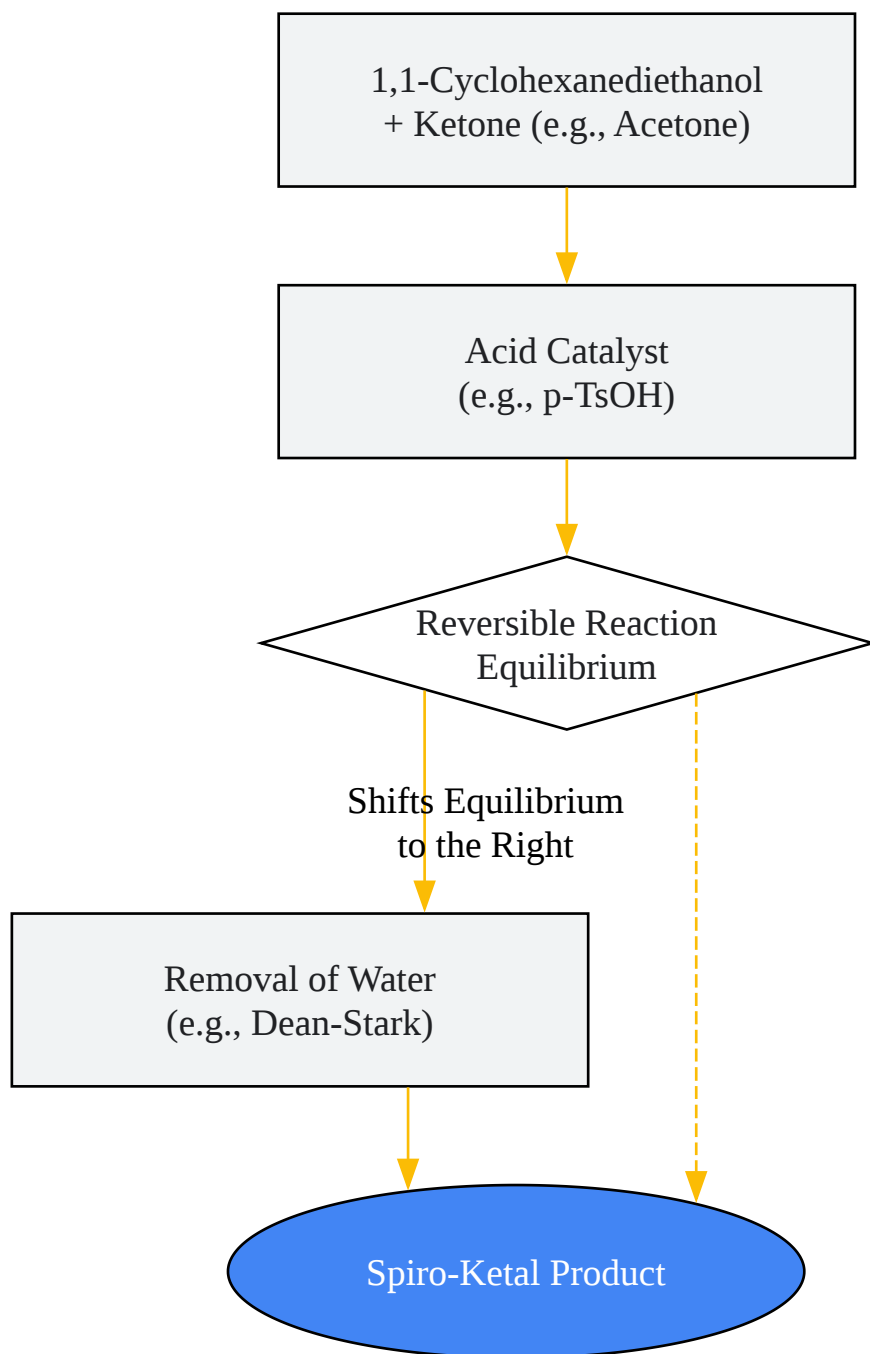 1,1-Cyclohexanediethanol
+ Ketone (e.g., Acetone)
Acid Catalyst
(e.g., p-TsOH)
Reversible Reaction
Equilibrium
Shifts Equilibrium
to the Right
Removal of Water
(e.g., Dean-Stark)
Spiro-Ketal Product